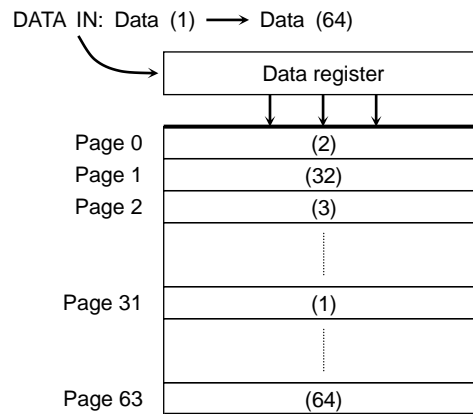 DATA IN: Data (1) → Data (64)
Data register
Page 0 (2)
Page 1 (32)
Page 2 (3)
Page 31 (1)
Page 63 (64)